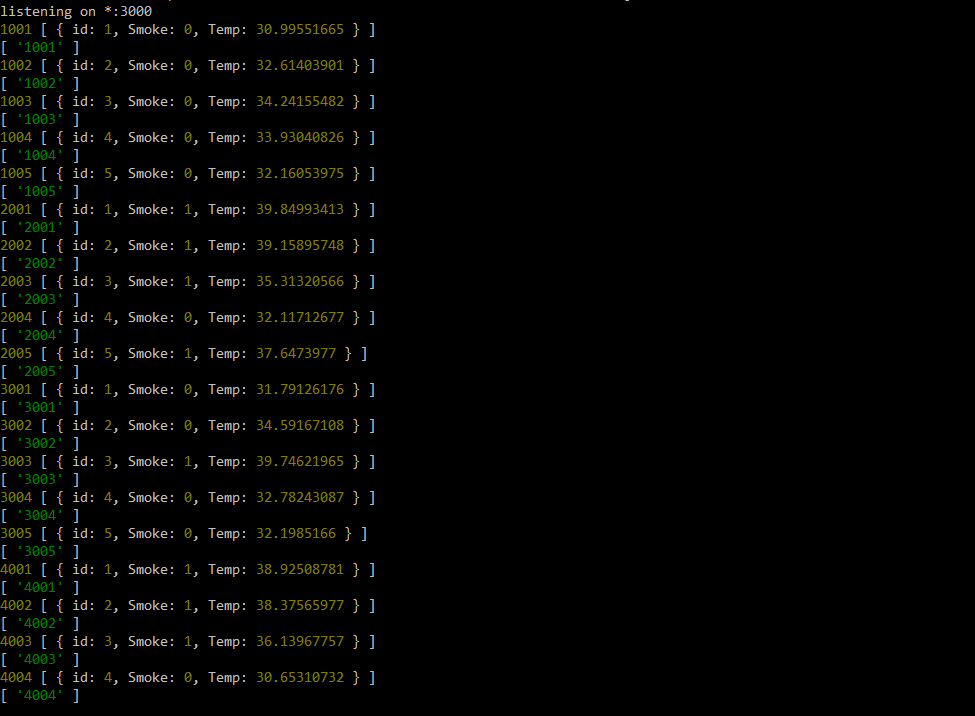 listening on *:3000
1001 [ { id: 1, Smoke: 0, Temp: 30.99551665 } ]
[ '1001' ]
1002 [ { id: 2, Smoke: 0, Temp: 32.61403901 } ]
[ '1002' ]
1003 [ { id: 3, Smoke: 0, Temp: 34.24155482 } ]
[ '1003' ]
1004 [ { id: 4, Smoke: 0, Temp: 33.93040826 } ]
[ '1004' ]
1005 [ { id: 5, Smoke: 0, Temp: 32.16053975 } ]
[ '1005' ]
2001 [ { id: 1, Smoke: 1, Temp: 39.84993413 } ]
[ '2001' ]
2002 [ { id: 2, Smoke: 1, Temp: 39.15895748 } ]
[ '2002' ]
2003 [ { id: 3, Smoke: 1, Temp: 35.31320566 } ]
[ '2003' ]
2004 [ { id: 4, Smoke: 0, Temp: 32.11712677 } ]
[ '2004' ]
2005 [ { id: 5, Smoke: 1, Temp: 37.6473977 } ]
[ '2005' ]
3001 [ { id: 1, Smoke: 0, Temp: 31.79126176 } ]
[ '3001' ]
3002 [ { id: 2, Smoke: 0, Temp: 34.59167108 } ]
[ '3002' ]
3003 [ { id: 3, Smoke: 1, Temp: 39.74621965 } ]
[ '3003' ]
3004 [ { id: 4, Smoke: 0, Temp: 32.78243087 } ]
[ '3004' ]
3005 [ { id: 5, Smoke: 0, Temp: 32.1985166 } ]
[ '3005' ]
4001 [ { id: 1, Smoke: 1, Temp: 38.92508781 } ]
[ '4001' ]
4002 [ { id: 2, Smoke: 1, Temp: 38.37565977 } ]
[ '4002' ]
4003 [ { id: 3, Smoke: 1, Temp: 36.13967757 } ]
[ '4003' ]
4004 [ { id: 4, Smoke: 0, Temp: 30.65310732 } ]
[ '4004' ]